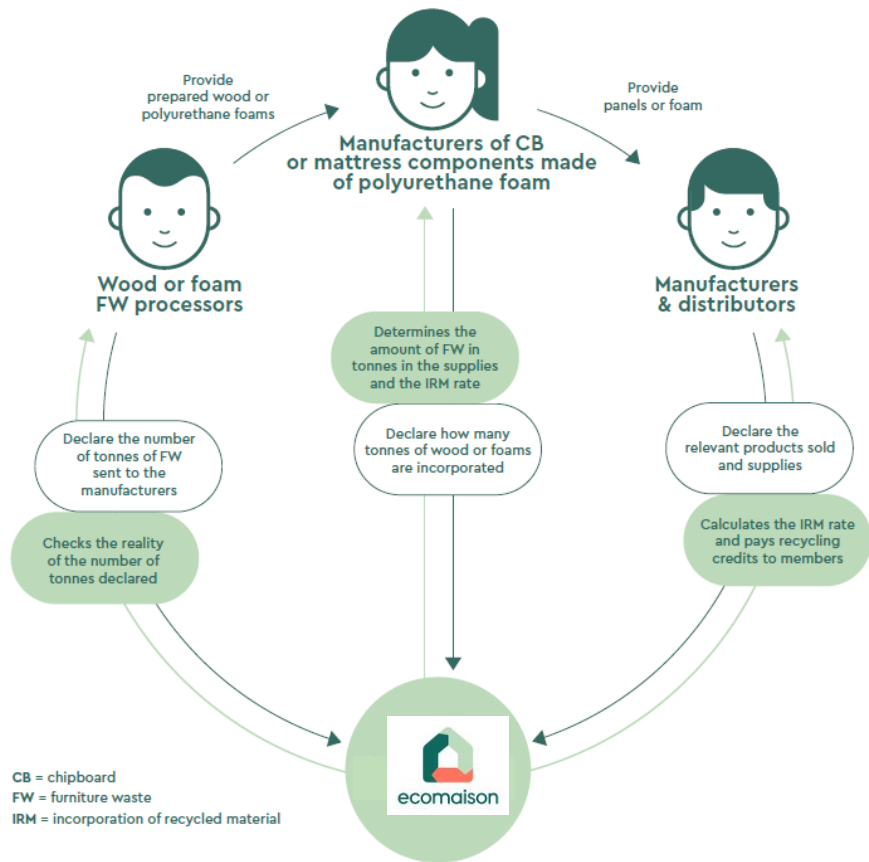 Provide
prepared wood or
polyurethane foams
Provide
panels or foam
Manufacturers of CB
or mattress components made
of polyurethane foam
Wood or foam
FW processors
Manufacturers
& distributors
Determines the
amount of FW in
tonnes in the supplies
and the IRM rate
Declare the number
of tonnes of FW
sent to the
manufacturers
Declare how many
tonnes of wood or foams
are incorporated
Declare the
relevant products sold
and supplies
Checks the reality
of the number of
tonnes declared
Calculates the IRM rate
and pays recycling
credits to members
ecomaison
CB = chipboard
FW = furniture waste
IRM = incorporation of recycled material